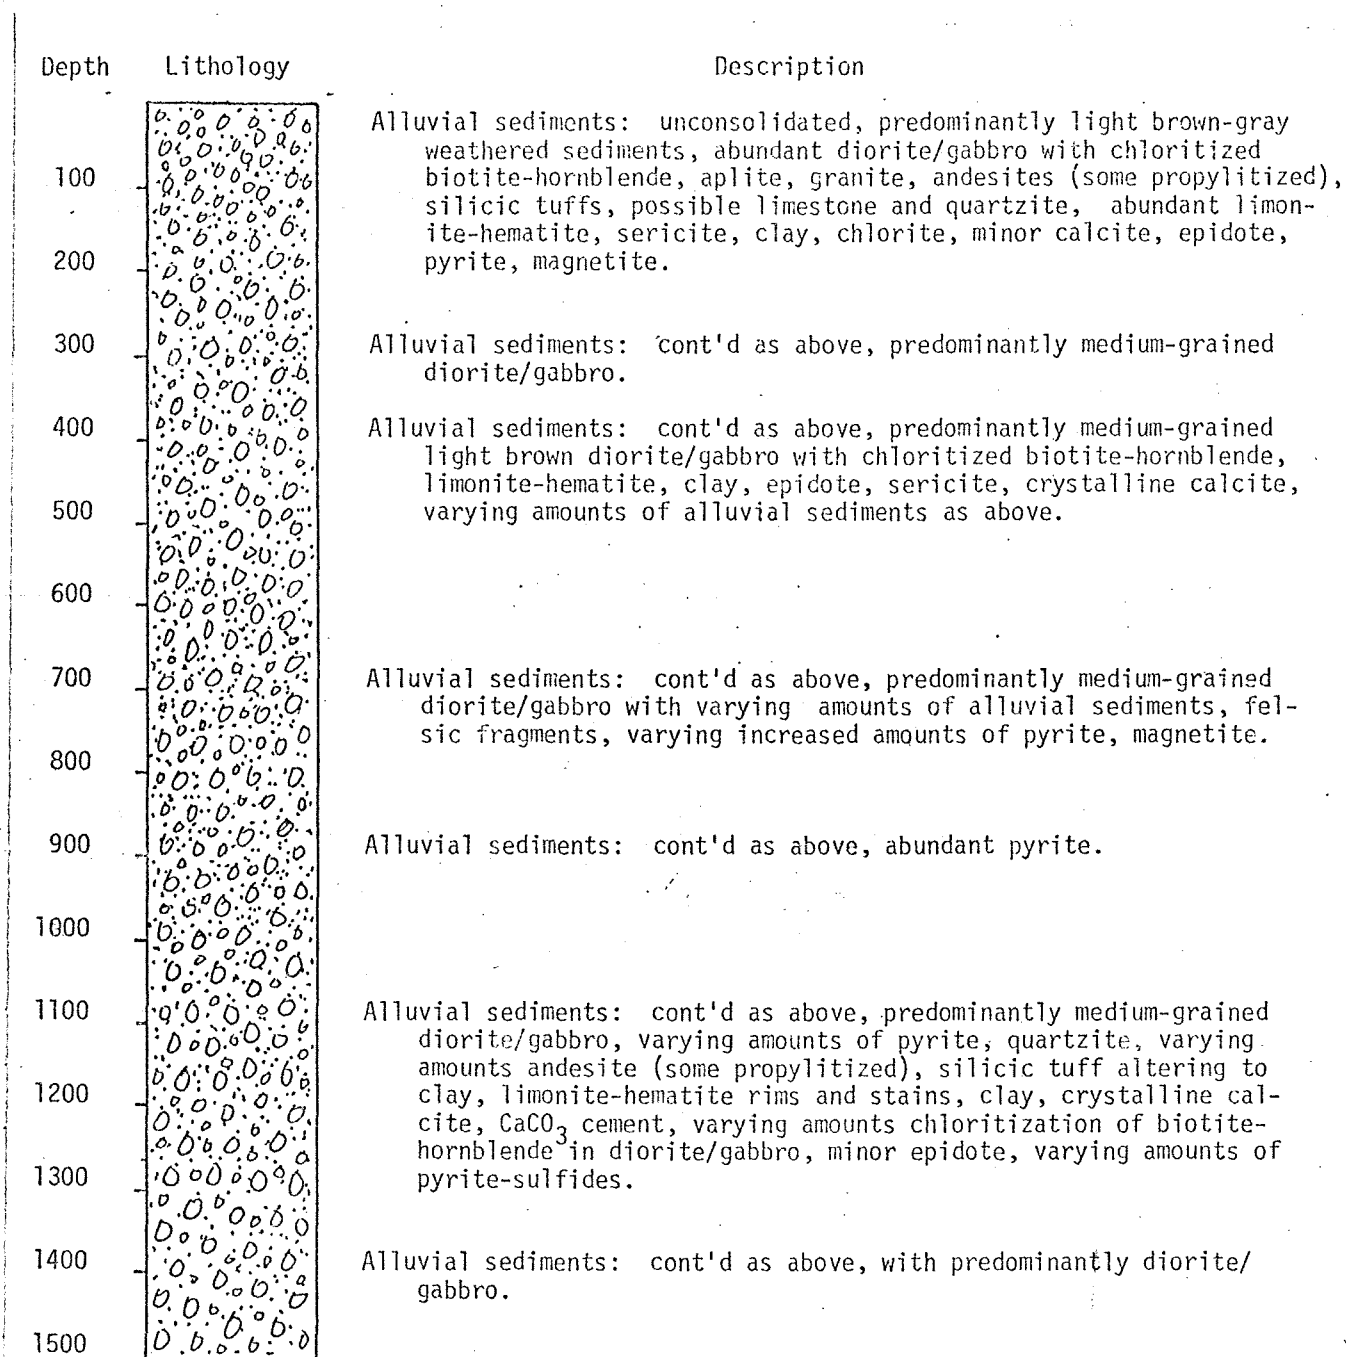 Depth Lithology Description
Alluvial sediments: unconsolidated, predominantly light brown-gray
weathered sediments, abundant diorite/gabbro with chloritized
100 biotite-hornblende, aplite, granite, andesites (some propylitized),
silicic tuffs, possible limestone and quartzite, abundant limon-
ite-hematite, sericite, clay, chlorite, minor calcite, epidote,
200 pyrite, magnetite.
300 Alluvial sediments: cont'd as above, predominantly medium-grained
diorite/gabbro.
400 Alluvial sediments: cont'd as above, predominantly medium-grained
light brown diorite/gabbro with chloritized biotite-hornblende,
limonite-hematite, clay, epidote, sericite, crystalline calcite,
500 varying amounts of alluvial sediments as above.
600
700 Alluvial sediments: cont'd as above, predominantly medium-grained
diorite/gabbro with varying amounts of alluvial sediments, fel-
sic fragments, varying increased amounts of pyrite, magnetite.
800
900 Alluvial sediments: cont'd as above, abundant pyrite.
1000
1100 Alluvial sediments: cont'd as above, predominantly medium-grained
diorite/gabbro, varying amounts of pyrite, quartzite, varying
amounts andesite (some propylitized), silicic tuff altering to
1200 clay, limonite-hematite rims and stains, clay, crystalline cal-
cite, CaCO3 cement, varying amounts chloritization of biotite-
hornblende in diorite/gabbro, minor epidote, varying amounts of
1300 pyrite-sulfides.
1400 Alluvial sediments: cont'd as above, with predominantly diorite/
gabbro.
1500